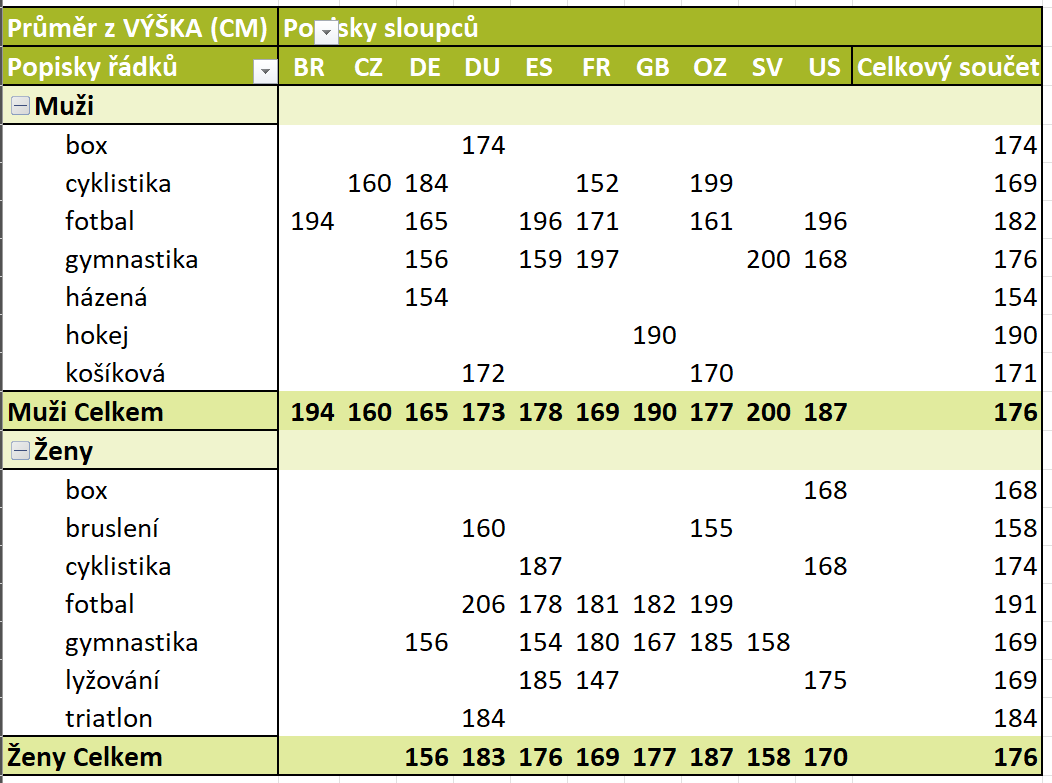 Průměr z VÝŠKA (CM) Po sky sloupců
Popisky řádků BR CZ DE DU ES FR GB OZ SV US Celkový součet
Muži
box 174 174
cyklistika 160 184 152 199 169
fotbal 194 165 196 171 161 196 182
gymnastika 156 159 197 200 168 176
házená 154 154
hokej 190 190
košíková 172 170 171
Muži Celkem 194 160 165 173 178 169 190 177 200 187 176
Ženy
box 168 168
bruslení 160 155 158
cyklistika 187 168 174
fotbal 206 178 181 182 199 191
gymnastika 156 154 180 167 185 158 169
lyžování 185 147 175 169
triatlon 184 184
Ženy Celkem 156 183 176 169 177 187 158 170 176